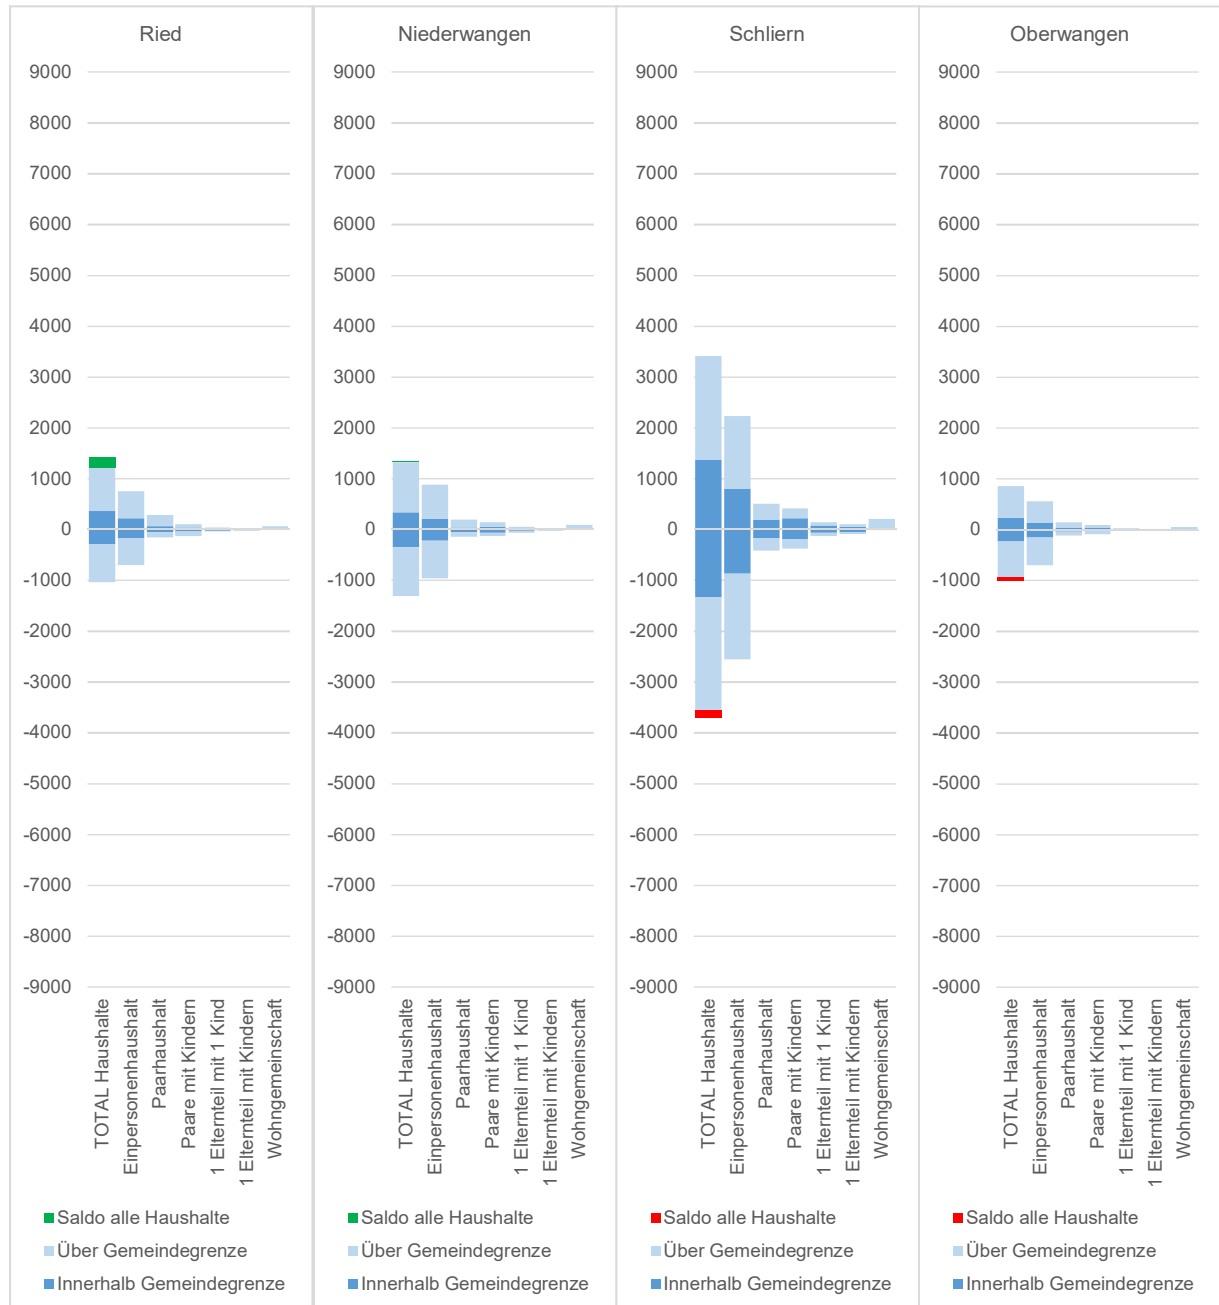 Ried
9000
8000
7000
6000
5000
4000
3000
2000
1000
0
-1000
-2000
-3000
-4000
-5000
-6000
-7000
-8000
-9000
TOTAL Haushalte
Einpersonenhaushalt
Paarhaushalt
Paare mit Kindern
1 Elternteil mit 1 Kind
1 Elternteil mit Kindern
Wohngemeinschaft
Saldo alle Haushalte
Über Gemeindegrenze
Innerhalb Gemeindegrenze
Niederwangen
9000
8000
7000
6000
5000
4000
3000
2000
1000
0
-1000
-2000
-3000
-4000
-5000
-6000
-7000
-8000
-9000
TOTAL Haushalte
Einpersonenhaushalt
Paarhaushalt
Paare mit Kindern
1 Elternteil mit 1 Kind
1 Elternteil mit Kindern
Wohngemeinschaft
Saldo alle Haushalte
Über Gemeindegrenze
Innerhalb Gemeindegrenze
Schliern
9000
8000
7000
6000
5000
4000
3000
2000
1000
0
-1000
-2000
-3000
-4000
-5000
-6000
-7000
-8000
-9000
TOTAL Haushalte
Einpersonenhaushalt
Paarhaushalt
Paare mit Kindern
1 Elternteil mit 1 Kind
1 Elternteil mit Kindern
Wohngemeinschaft
Saldo alle Haushalte
Über Gemeindegrenze
Innerhalb Gemeindegrenze
Oberwangen
9000
8000
7000
6000
5000
4000
3000
2000
1000
0
-1000
-2000
-3000
-4000
-5000
-6000
-7000
-8000
-9000
TOTAL Haushalte
Einpersonenhaushalt
Paarhaushalt
Paare mit Kindern
1 Elternteil mit 1 Kind
1 Elternteil mit Kindern
Wohngemeinschaft
Saldo alle Haushalte
Über Gemeindegrenze
Innerhalb Gemeindegrenze